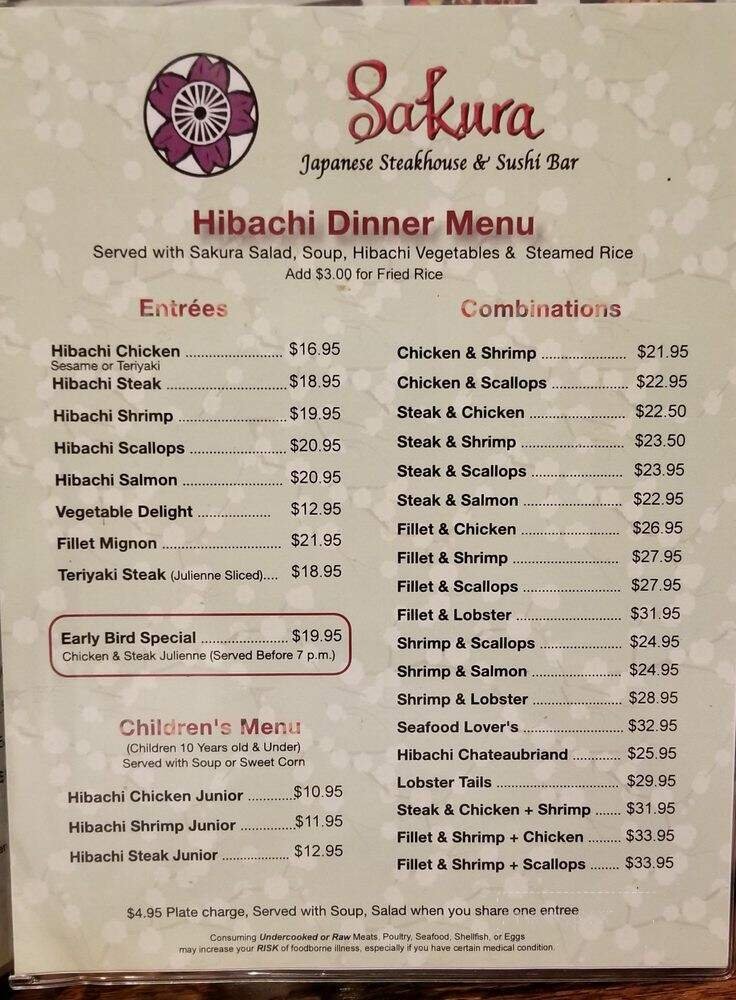 Sakura
Japanese Steakhouse & Sushi Bar
Hibachi Dinner Menu
Served with Sakura Salad, Soup, Hibachi Vegetables & Steamed Rice
Add $3.00 for Fried Rice
Entrées
Hibachi Chicken ........................ $16.95
Sesame or Teriyaki
Hibachi Steak .............................. $18.95
Hibachi Shrimp ........................... $19.95
Hibachi Scallops ........................ $20.95
Hibachi Salmon ......................... $20.95
Vegetable Delight .................. $12.95
Fillet Mignon .............................. $21.95
Teriyaki Steak (Julienne Sliced).... $18.95
Early Bird Special ...................... $19.95
Chicken & Steak Julienne (Served Before 7 p.m.)
Children's Menu
(Children 10 Years old & Under)
Served with Soup or Sweet Corn
Hibachi Chicken Junior ............$10.95
Hibachi Shrimp Junior ..............$11.95
Hibachi Steak Junior ................. $12.95
Combinations
Chicken & Shrimp ..................... $21.95
Chicken & Scallops ................... $22.95
Steak & Chicken ........................ $22.50
Steak & Shrimp .......................... $23.50
Steak & Scallops ....................... $23.95
Steak & Salmon ......................... $22.95
Fillet & Chicken ......................... $26.95
Fillet & Shrimp ........................... $27.95
Fillet & Scallops ........................ $27.95
Fillet & Lobster .......................... $31.95
Shrimp & Scallops .................... $24.95
Shrimp & Salmon ...................... $24.95
Shrimp & Lobster ...................... $28.95
Seafood Lover's ......................... $32.95
Hibachi Chateaubriand ............ $25.95
Lobster Tails ............................... $29.95
Steak & Chicken + Shrimp ....... $31.95
Fillet & Shrimp + Chicken ......... $33.95
Fillet & Shrimp + Scallops ........ $33.95
$4.95 Plate charge, Served with Soup, Salad when you share one entree
Consuming Undercooked or Raw Meats, Poultry, Seafood, Shellfish, or Eggs
may increase your RISK of foodborne illness, especially if you have certain medical condition.